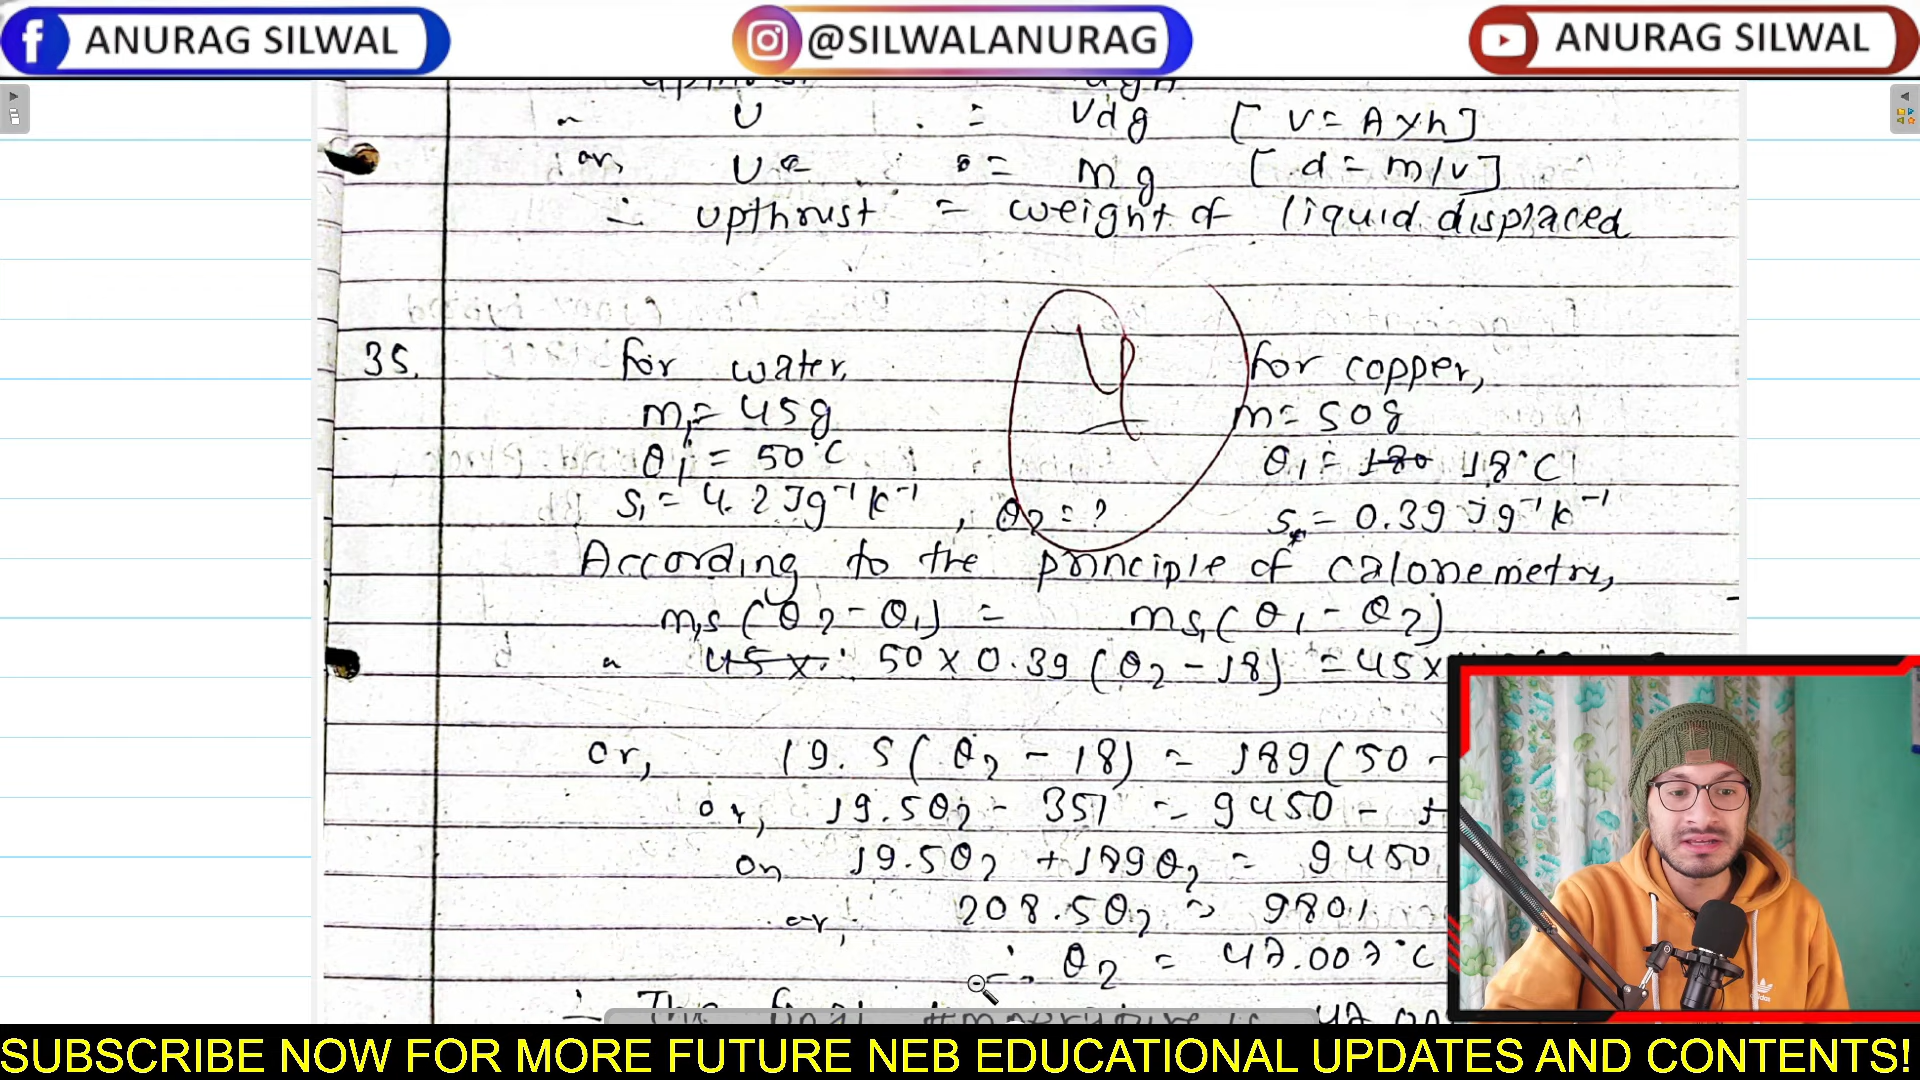 ANURAG SILWAL
@SILWALANURAG
ANURAG SILWAL
U = Vdg [V = A x h]
or, U = mg [d = m/v]
∴ upthrust = weight of liquid displaced
35. For water, For copper,
4
m₁ = 45g m = 50g
θ₁ = 50°C θ₁ = 18°C
s₁ = 4.2 Jg⁻¹K⁻¹, θ₂ = ? s = 0.39 Jg⁻¹K⁻¹
According to the principle of calorimetry,
ms(θ₂ - θ₁) = ms₁(θ₁ - θ₂)
45 x 50 x 0.39 (θ₂ - 18) = 45 x
or, 19.5(θ₂ - 18) = 189(50 -
or, 19.5θ₂ - 351 = 9450 -
or, 19.5θ₂ + 189θ₂ = 9450
or, 208.5θ₂ = 9801
∴ θ₂ = 47.007°C
SUBSCRIBE NOW FOR MORE FUTURE NEB EDUCATIONAL UPDATES AND CONTENTS!